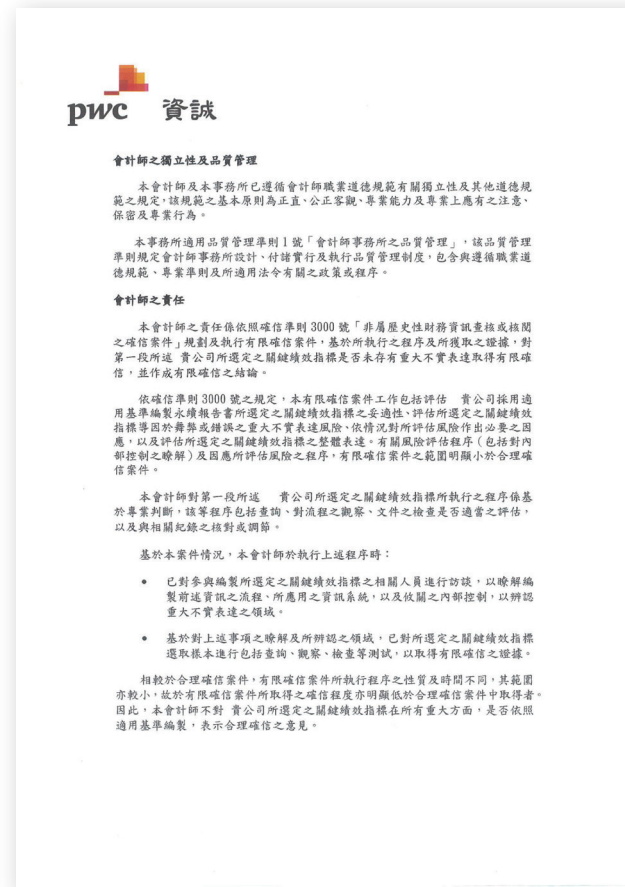 pwc 資誠
會計師之獨立性及品質管理
本會計師及本事務所已遵循會計師職業道德規範有關獨立性及其他道德規
範之規定，該規範之基本原則為正直、公正客觀、專業能力及專業上應有之注意、
保密及專業行為。
本事務所適用品質管理準則1號「會計師事務所之品質管理」，該品質管理
準則規定會計師事務所設計、付諸實行及執行品質管理制度，包含與遵循職業道
德規範、專業準則及所適用法令有關之政策或程序。
會計師之責任
本會計師之責任係依照確信準則 3000 號「非屬歷史性財務資訊查核或核閱
之確信案件」規劃及執行有限確信案件，基於所執行之程序及所獲取之證據，對
第一段所述 貴公司所選定之關鍵績效指標是否未存有重大不實表達取得有限確
信，並作成有限確信之結論。
依確信準則 3000 號之規定，本有限確信案件工作包括評估 貴公司採用適
用基準編製永續報告書所選定之關鍵績效指標之妥適性、評估所選定之關鍵績效
指標導因於舞弊或錯誤之重大不實表達風險、依情況對所評估風險作出必要之因
應，以及評估所選定之關鍵績效指標之整體表達。有關風險評估程序（包括對內
部控制之瞭解）及因應所評估風險之程序，有限確信案件之範圍明顯小於合理確
信案件。
本會計師對第一段所述 貴公司所選定之關鍵績效指標所執行之程序係基
於專業判斷，該等程序包括查詢、對流程之觀察、文件之檢查是否適當之評估，
以及與相關紀錄之核對或調節。
基於本案件情況，本會計師於執行上述程序時：
• 已對參與編製所選定之關鍵績效指標之相關人員進行訪談，以瞭解編
製前述資訊之流程、所應用之資訊系統，以及攸關之內部控制，以辨認
重大不實表達之領域。
• 基於對上述事項之瞭解及所辨認之領域，已對所選定之關鍵績效指標
選取樣本進行包括查詢、觀察、檢查等測試，以取得有限確信之證據。
相較於合理確信案件，有限確信案件所執行程序之性質及時間不同，其範圍
亦較小，故於有限確信案件所取得之確信程度亦明顯低於合理確信案件中取得者。
因此，本會計師不對 貴公司所選定之關鍵績效指標在所有重大方面，是否依照
適用基準編製，表示合理確信之意見。